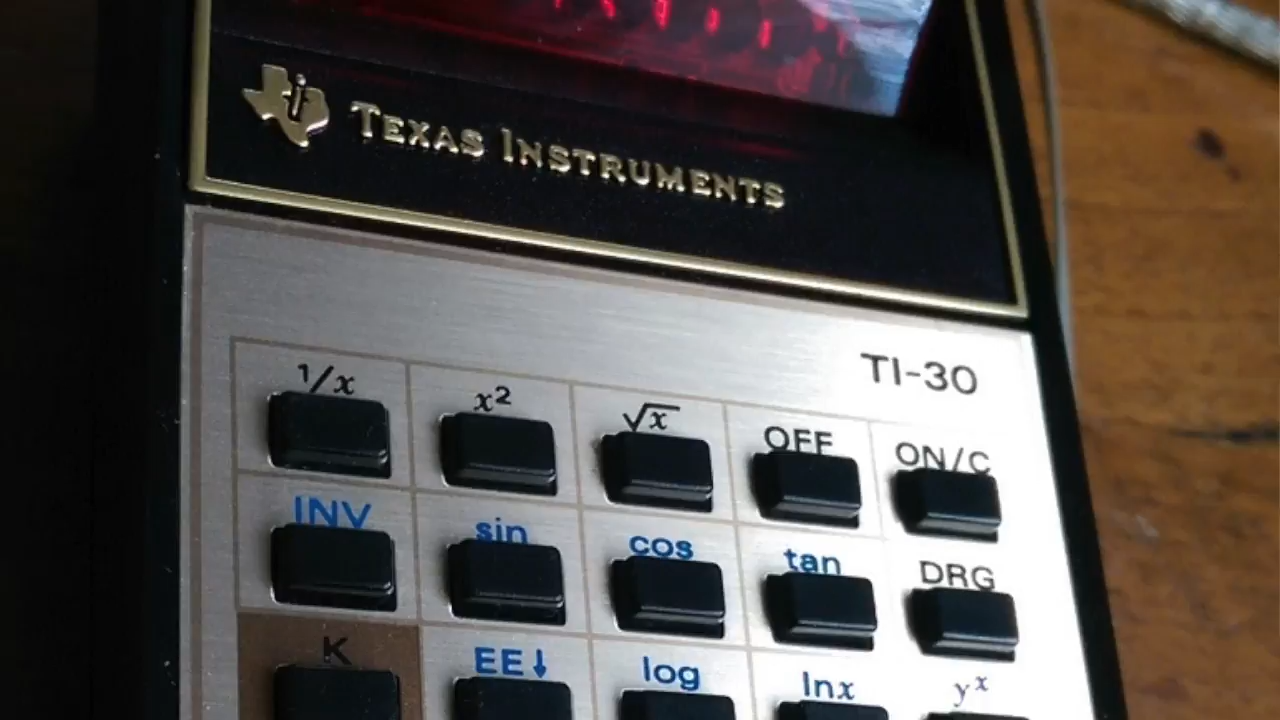 TEXAS INSTRUMENTS
TI-30
1/x x² √x OFF ON/C
INV sin cos tan DRG
K EE↓ log lnx yˣ